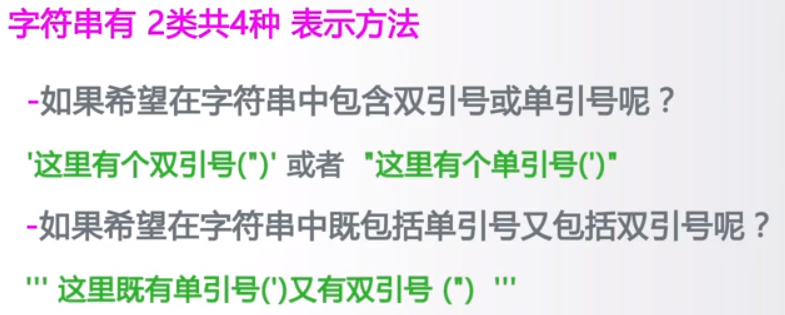 字符串有 2类共4种 表示方法
-如果希望在字符串中包含双引号或单引号呢？
'这里有个双引号(")' 或者 "这里有个单引号(')"
-如果希望在字符串中既包括单引号又包括双引号呢？
''' 这里既有单引号(')又有双引号 (") '''